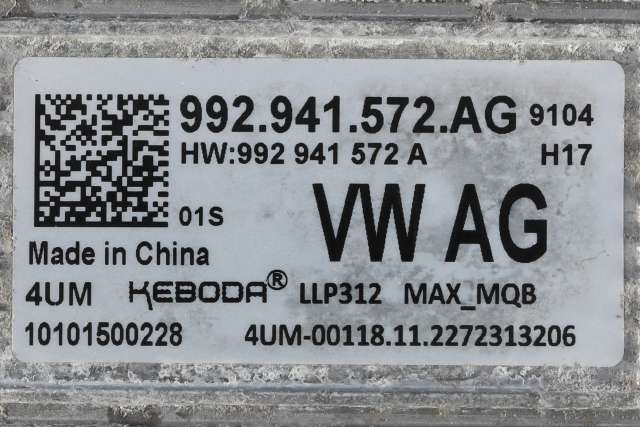 992.941.572.AG 9104
HW:992 941 572 A H17
01S VW AG
Made in China
4UM KEBODA® LLP312 MAX_MQB
10101500228 4UM-00118.11.2272313206